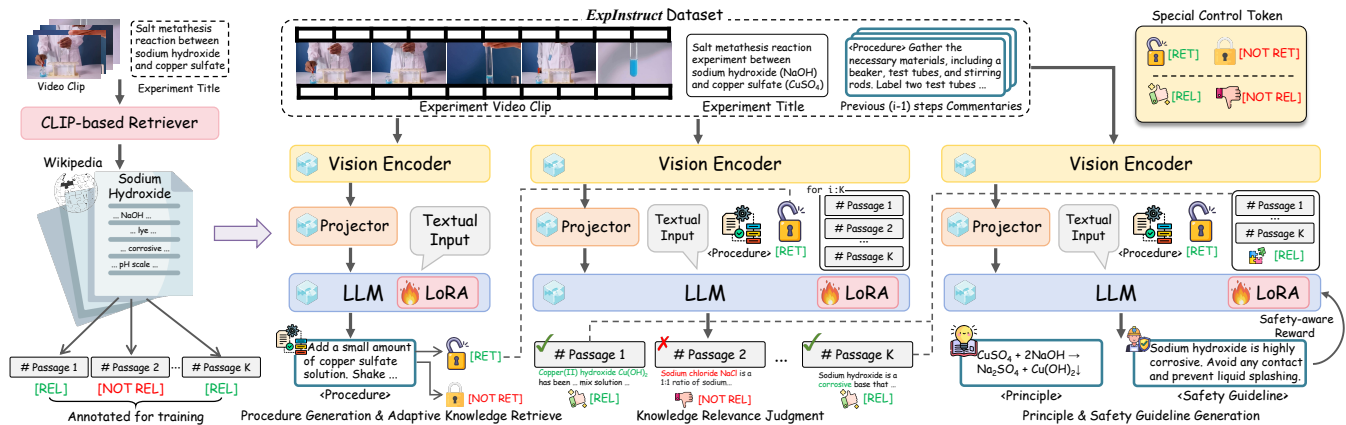 ExpInstruct Dataset
Special Control Token
Salt metathesis
reaction between
sodium hydroxide
and copper sulfate
Video Clip
Experiment Title
CLIP-based Retriever
Wikipedia
Sodium
Hydroxide
... NaOH ...
... lye ...
... corrosive ...
... pH scale ...
# Passage 1
# Passage 2
...
# Passage K
[REL]
[NOT REL]
[REL]
Annotated for training
Experiment Video Clip
Salt metathesis reaction
experiment between
sodium hydroxide (NaOH)
and copper sulfate (CuSO₄)
Experiment Title
<Procedure> Gather the
necessary materials, including a
beaker, test tubes, and stirring
rods. Label two test tubes ...
Previous (i-1) steps Commentaries
[RET]
[NOT RET]
[REL]
[NOT REL]
Vision Encoder
Projector
Textual
Input
LLM
LoRA
Add a small amount
of copper sulfate
solution. Shake ...
<Procedure>
[RET]
[NOT RET]
Procedure Generation & Adaptive Knowledge Retrieve
Vision Encoder
for i:K
Projector
Textual
Input
<Procedure>
[RET]
# Passage 1
# Passage 2
...
# Passage K
LLM
LoRA
# Passage 1
# Passage 2
...
# Passage K
Copper(II) hydroxide Cu(OH)₂
has been ... mix solution ...
[REL]
Sodium chloride NaCl is a
1:1 ratio of sodium...
[NOT REL]
Sodium hydroxide is a
corrosive base that ...
[REL]
Knowledge Relevance Judgment
Vision Encoder
Projector
Textual
Input
<Procedure>
[RET]
# Passage 1
...
# Passage K
[REL]
LLM
LoRA
Safety-aware
Reward
CuSO₄ + 2NaOH →
Na₂SO₄ + Cu(OH)₂↓
<Principle>
Sodium hydroxide is highly
corrosive. Avoid any contact
and prevent liquid splashing.
<Safety Guideline>
Principle & Safety Guideline Generation